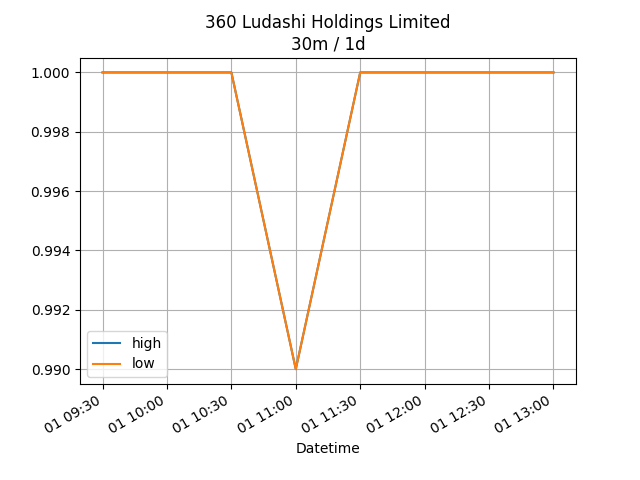 360 Ludashi Holdings Limited
30m / 1d
1.000
0.998
0.996
0.994
0.992
0.990
high
low
01 09:30
01 10:00
01 10:30
01 11:00
01 11:30
01 12:00
01 12:30
01 13:00
Datetime